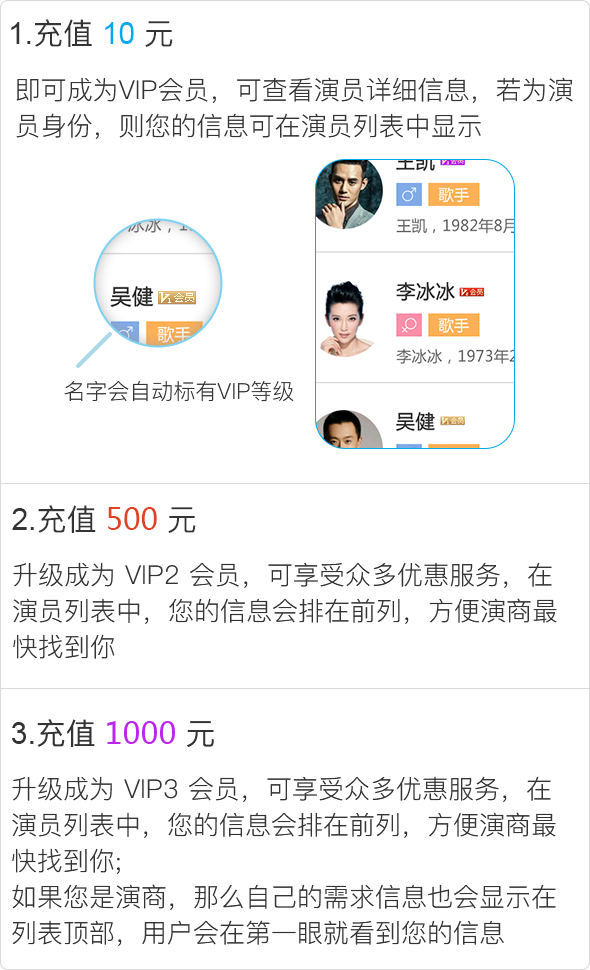 1.充值 10 元
即可成为VIP会员，可查看演员详细信息，若为演
员身份，则您的信息可在演员列表中显示
吴健 会员
歌手
名字会自动标有VIP等级
王凯
歌手
王凯，1982年8月
李冰冰 会员
歌手
李冰冰，1973年2
吴健 会员
2.充值 500 元
升级成为 VIP2 会员，可享受众多优惠服务，在
演员列表中，您的信息会排在前列，方便演商最
快找到你
3.充值 1000 元
升级成为 VIP3 会员，可享受众多优惠服务，在
演员列表中，您的信息会排在前列，方便演商最
快找到你;
如果您是演商，那么自己的需求信息也会显示在
列表顶部，用户会在第一眼就看到您的信息